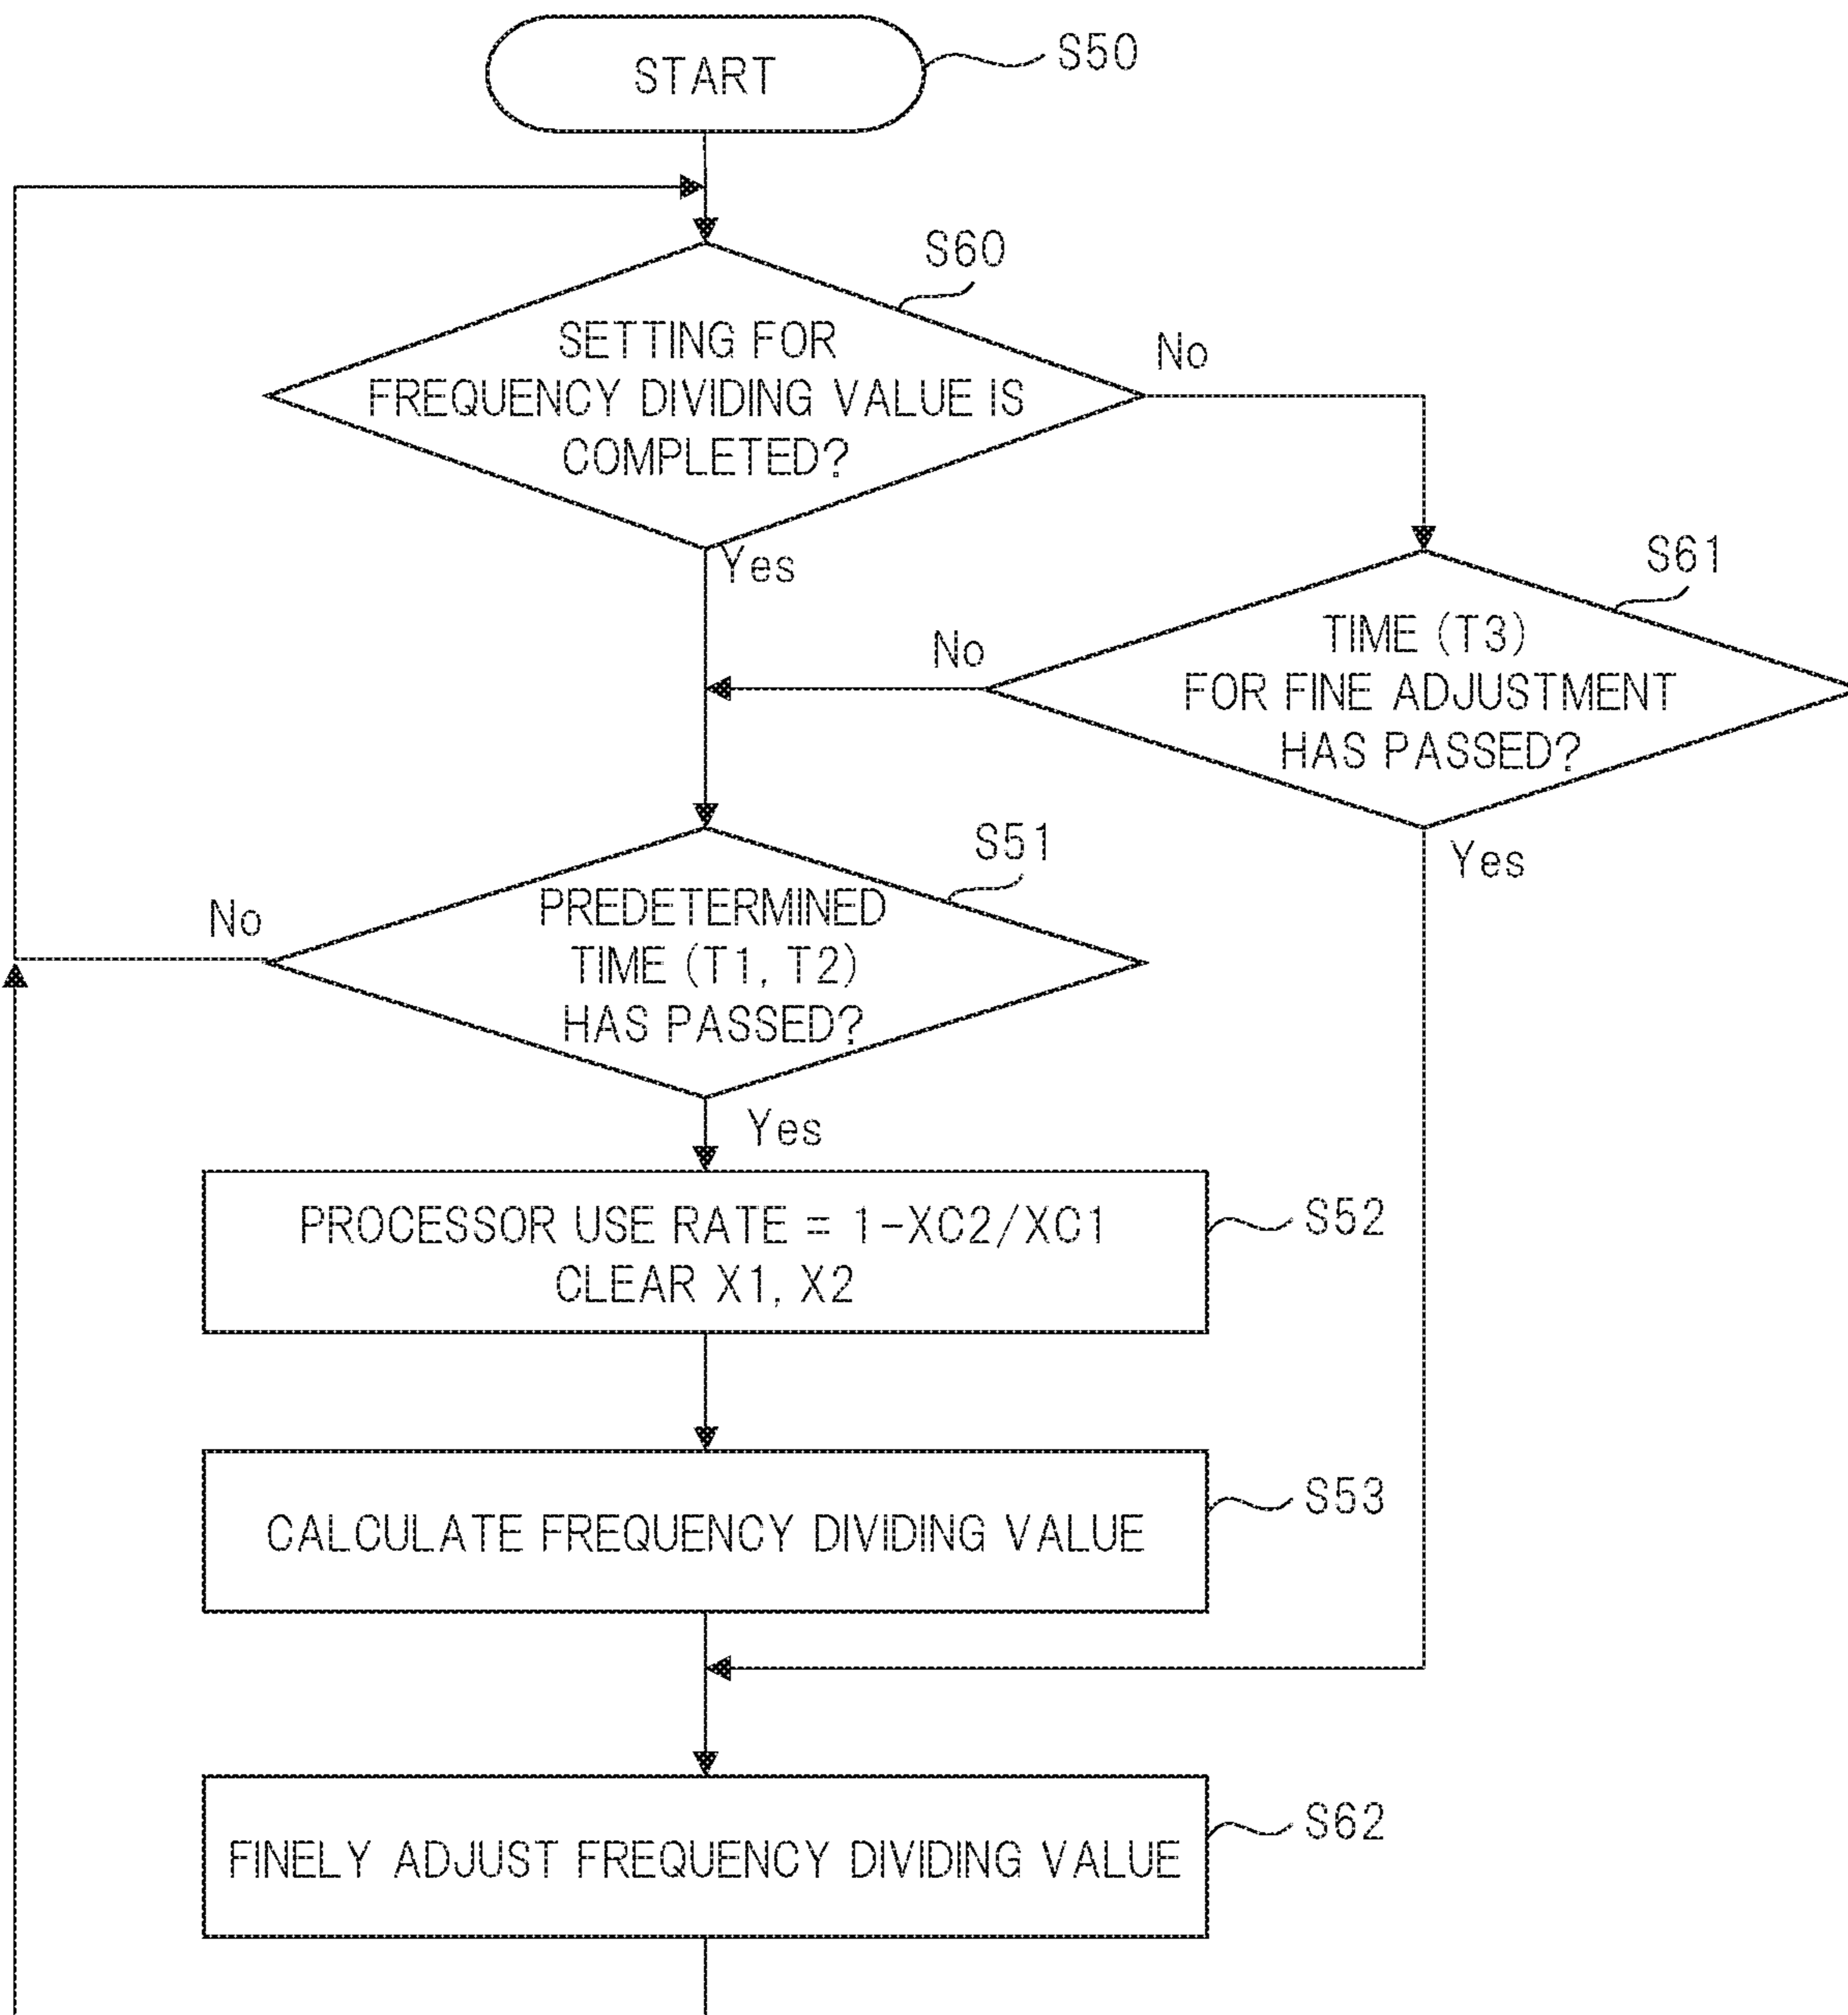 START
S50
S60
SETTING FOR
FREQUENCY DIVIDING VALUE IS
COMPLETED?
No
Yes
S61
TIME (T3)
FOR FINE ADJUSTMENT
HAS PASSED?
No
Yes
S51
PREDETERMINED
TIME (T1, T2)
HAS PASSED?
No
Yes
PROCESSOR USE RATE = 1-XC2/XC1
CLEAR X1, X2
S52
CALCULATE FREQUENCY DIVIDING VALUE
S53
FINELY ADJUST FREQUENCY DIVIDING VALUE
S62